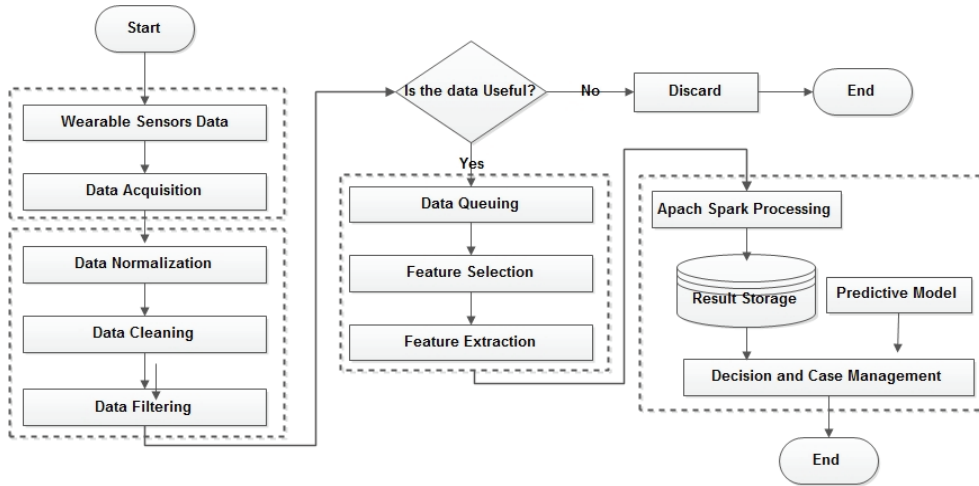 Start
Wearable Sensors Data
Data Acquisition
Data Normalization
Data Cleaning
Data Filtering
Is the data Useful?
No
Discard
End
Yes
Data Queuing
Feature Selection
Feature Extraction
Apach Spark Processing
Result Storage
Predictive Model
Decision and Case Management
End